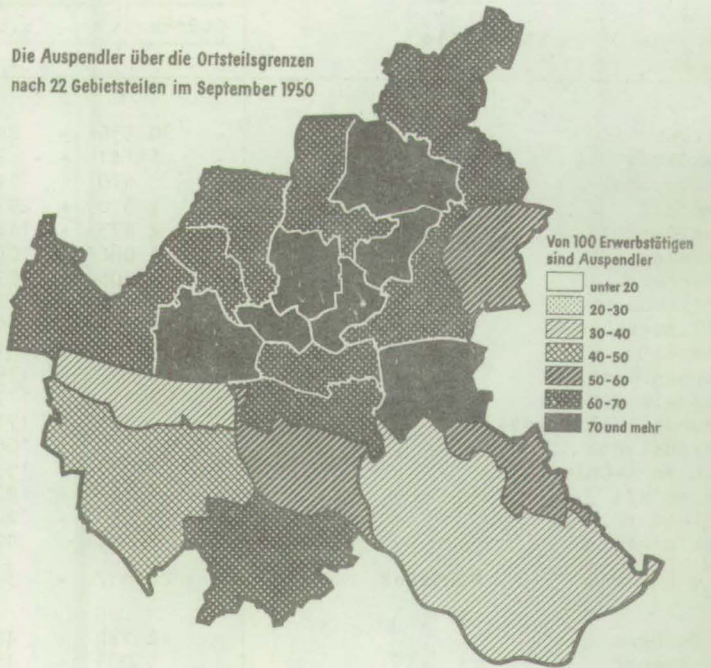 Die Auspendler über die Ortsteilsgrenzen
nach 22 Gebietsteilen im September 1950
Von 100 Erwerbstätigen
sind Auspendler
unter 20
20-30
30-40
40-50
50-60
60-70
70 und mehr